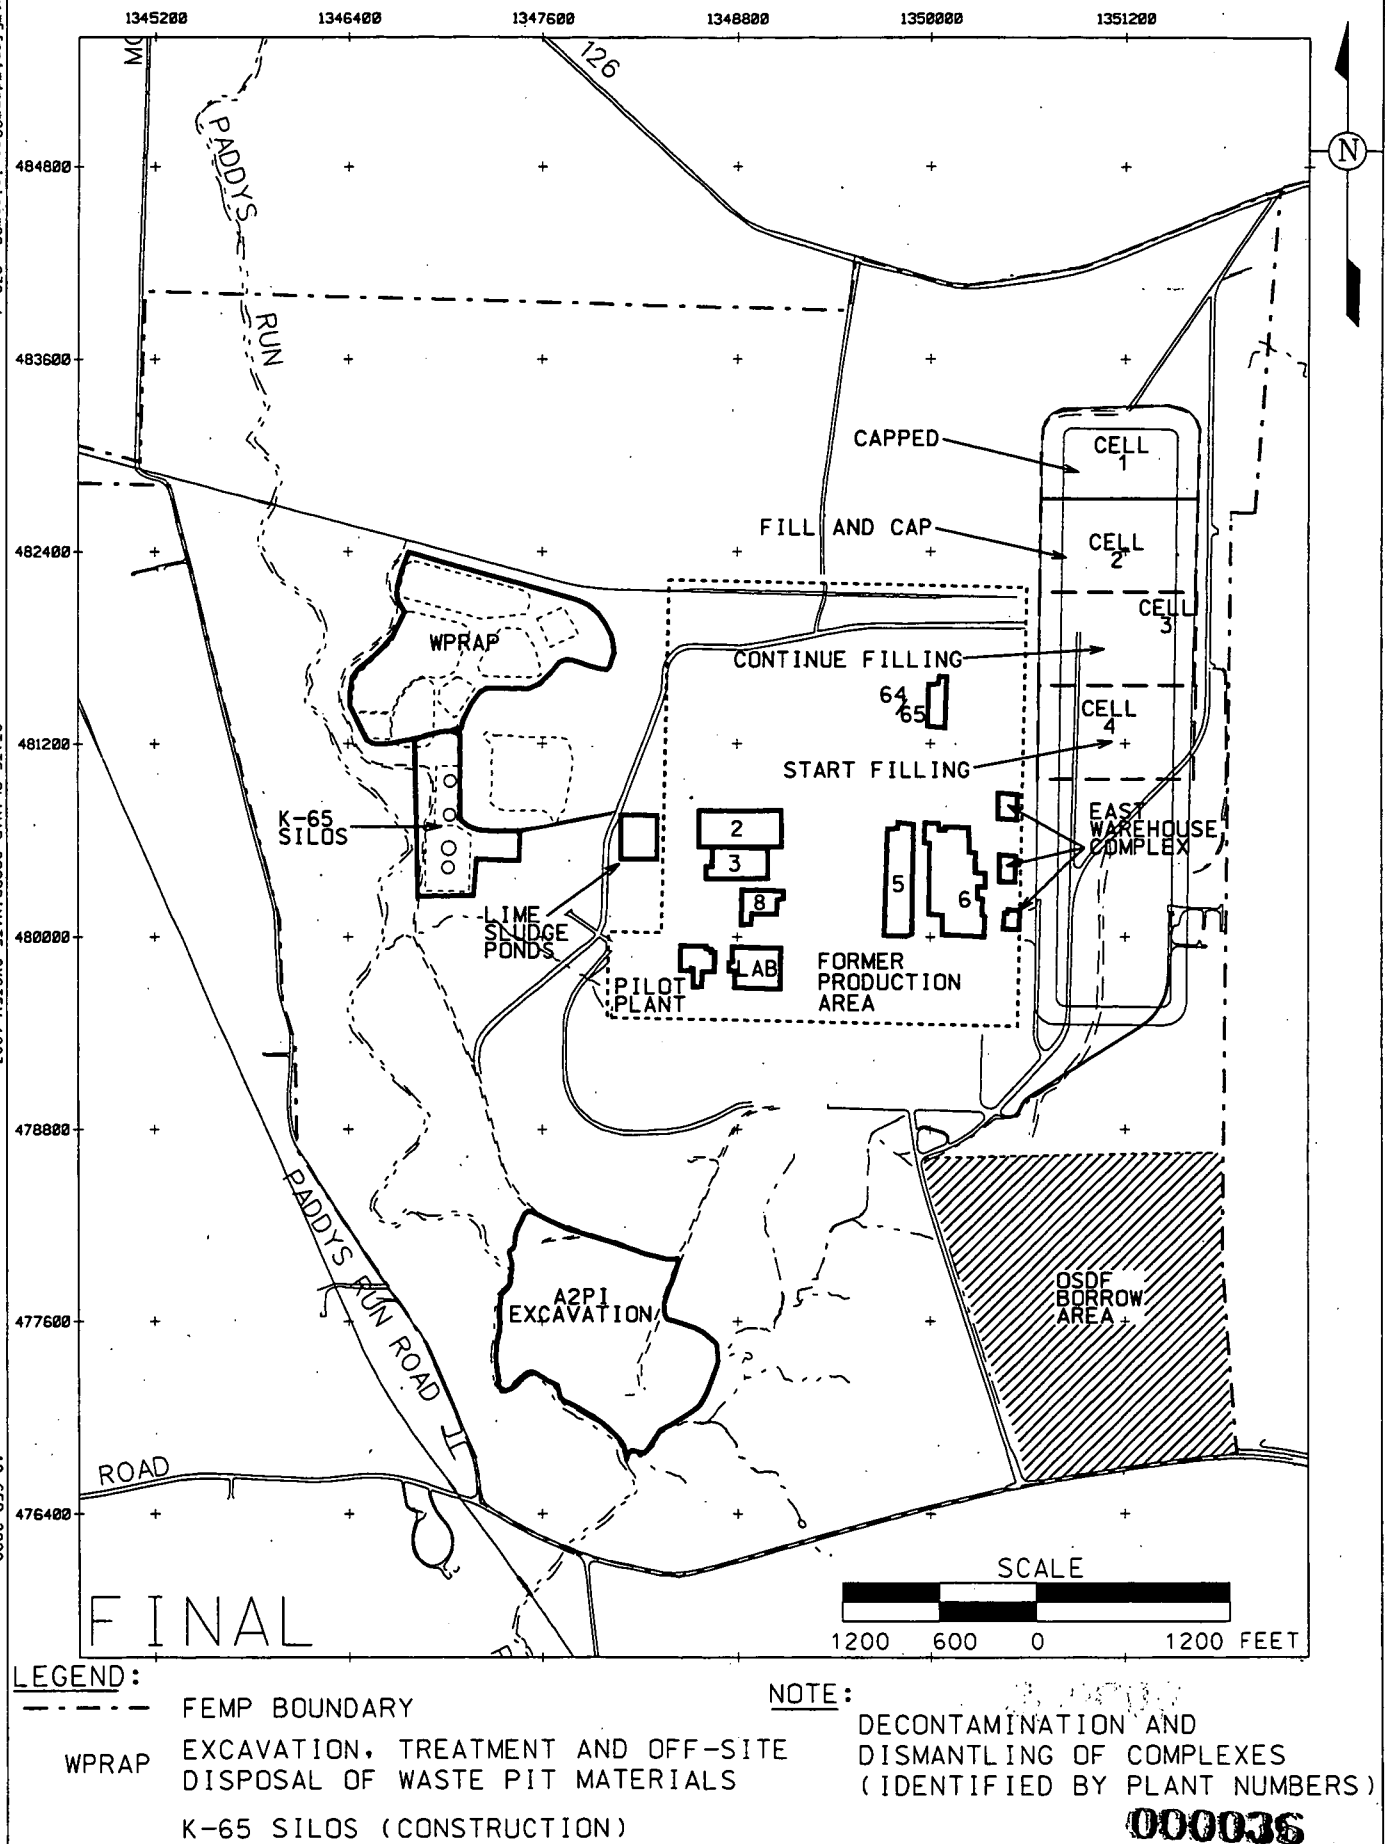 1345200 1346400 1347600 1348800 1350000 1351200
126
N
PADDYS
RUN
484800
483600
482400
481200
480000
478800
477600
476400
CAPPED
CELL
1
FILL AND CAP
CELL
2
CELL
3
WPRAP
CONTINUE FILLING
64/
65
CELL
4
START FILLING
K-65
SILOS
EAST
WAREHOUSE
COMPLEX
2
3
5
6
8
LIME
SLUDGE
PONDS
LAB
PILOT
PLANT
FORMER
PRODUCTION
AREA
PADDYS RUN ROAD
A2PI
EXCAVATION
OSDF
BORROW
AREA
ROAD
SCALE
1200 600 0 1200 FEET
FINAL
LEGEND:
FEMP BOUNDARY
WPRAP EXCAVATION, TREATMENT AND OFF-SITE
DISPOSAL OF WASTE PIT MATERIALS
K-65 SILOS (CONSTRUCTION)
NOTE:
DECONTAMINATION AND
DISMANTLING OF COMPLEXES
(IDENTIFIED BY PLANT NUMBERS)
000036